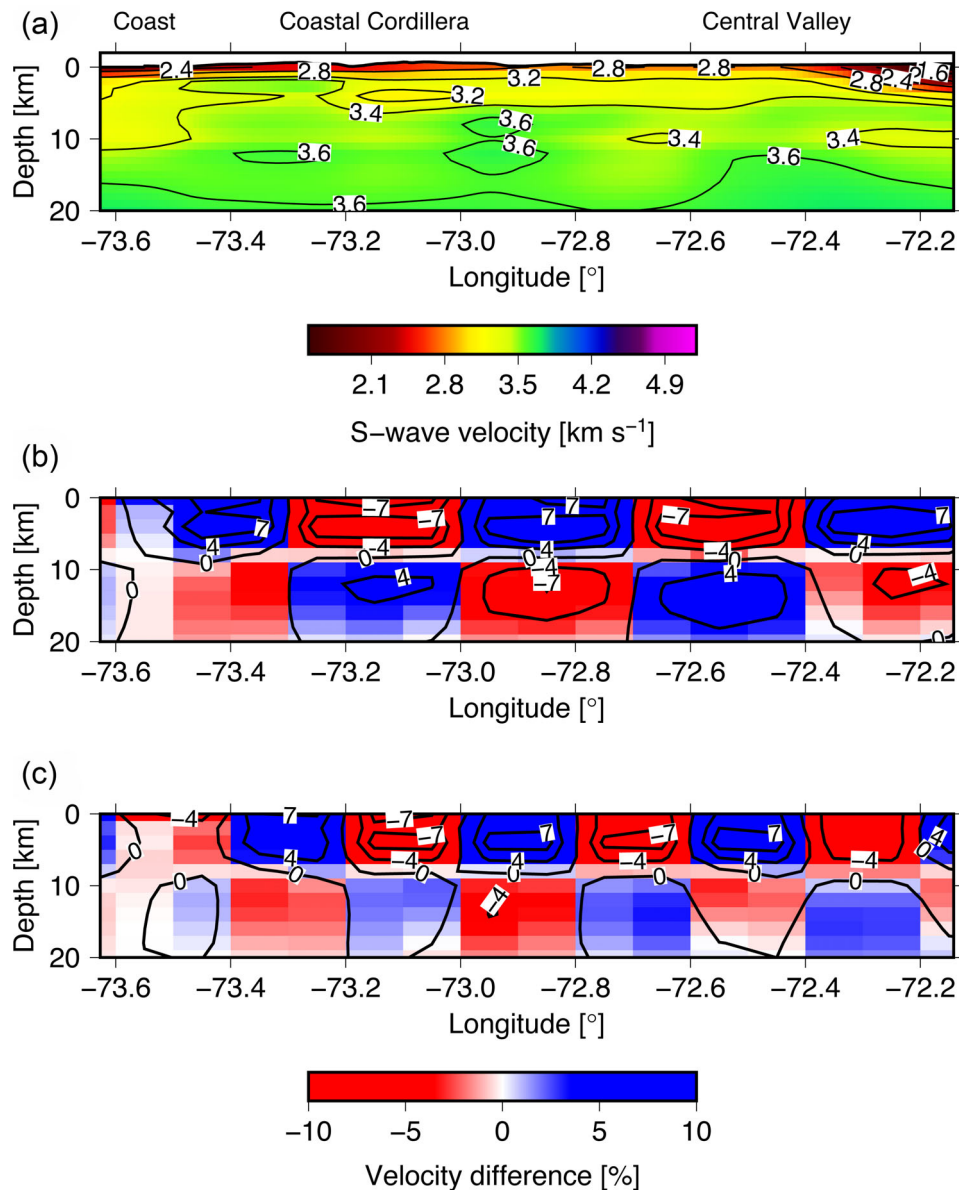 (a) Coast Coastal Cordillera Central Valley
2.4 2.8 3.2 2.8 2.8 2.8 2.4 1.6
3.2
3.4
3.6
3.6 3.6 3.4 3.6 3.4
3.6
0
10
20
Depth [km]
−73.6 −73.4 −73.2 −73.0 −72.8 −72.6 −72.4 −72.2
Longitude [°]
2.1 2.8 3.5 4.2 4.9
S−wave velocity [km s−1]
(b)
−7 7
7 −7 7 −7 7
4 −4 4 −4 4
0 0 0 0
−4
0 4 −7 4 −4
0
0
10
20
Depth [km]
−73.6 −73.4 −73.2 −73.0 −72.8 −72.6 −72.4 −72.2
Longitude [°]
(c)
−4 7 −7
0 −7 7 −7 7 4
4 −4 4 −4 4 −4 0
0 0 0 0 0 0 0
−4
0
10
20
Depth [km]
−73.6 −73.4 −73.2 −73.0 −72.8 −72.6 −72.4 −72.2
Longitude [°]
−10 −5 0 5 10
Velocity difference [%]